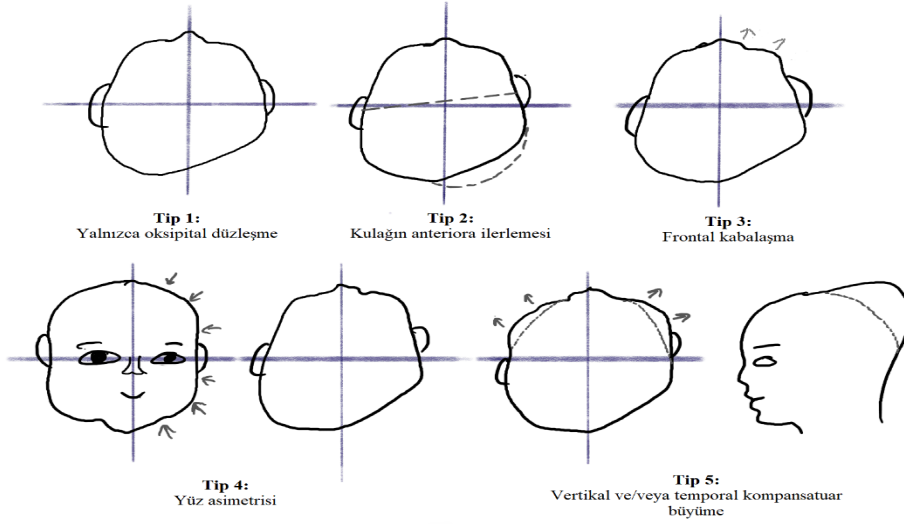 Tip 1:
Yalnızca oksipital düzleşme
Tip 2:
Kulağın anteriora ilerlemesi
Tip 3:
Frontal kabalaşma
Tip 4:
Yüz asimetrisi
Tip 5:
Vertikal ve/veya temporal kompansatuar
büyüme